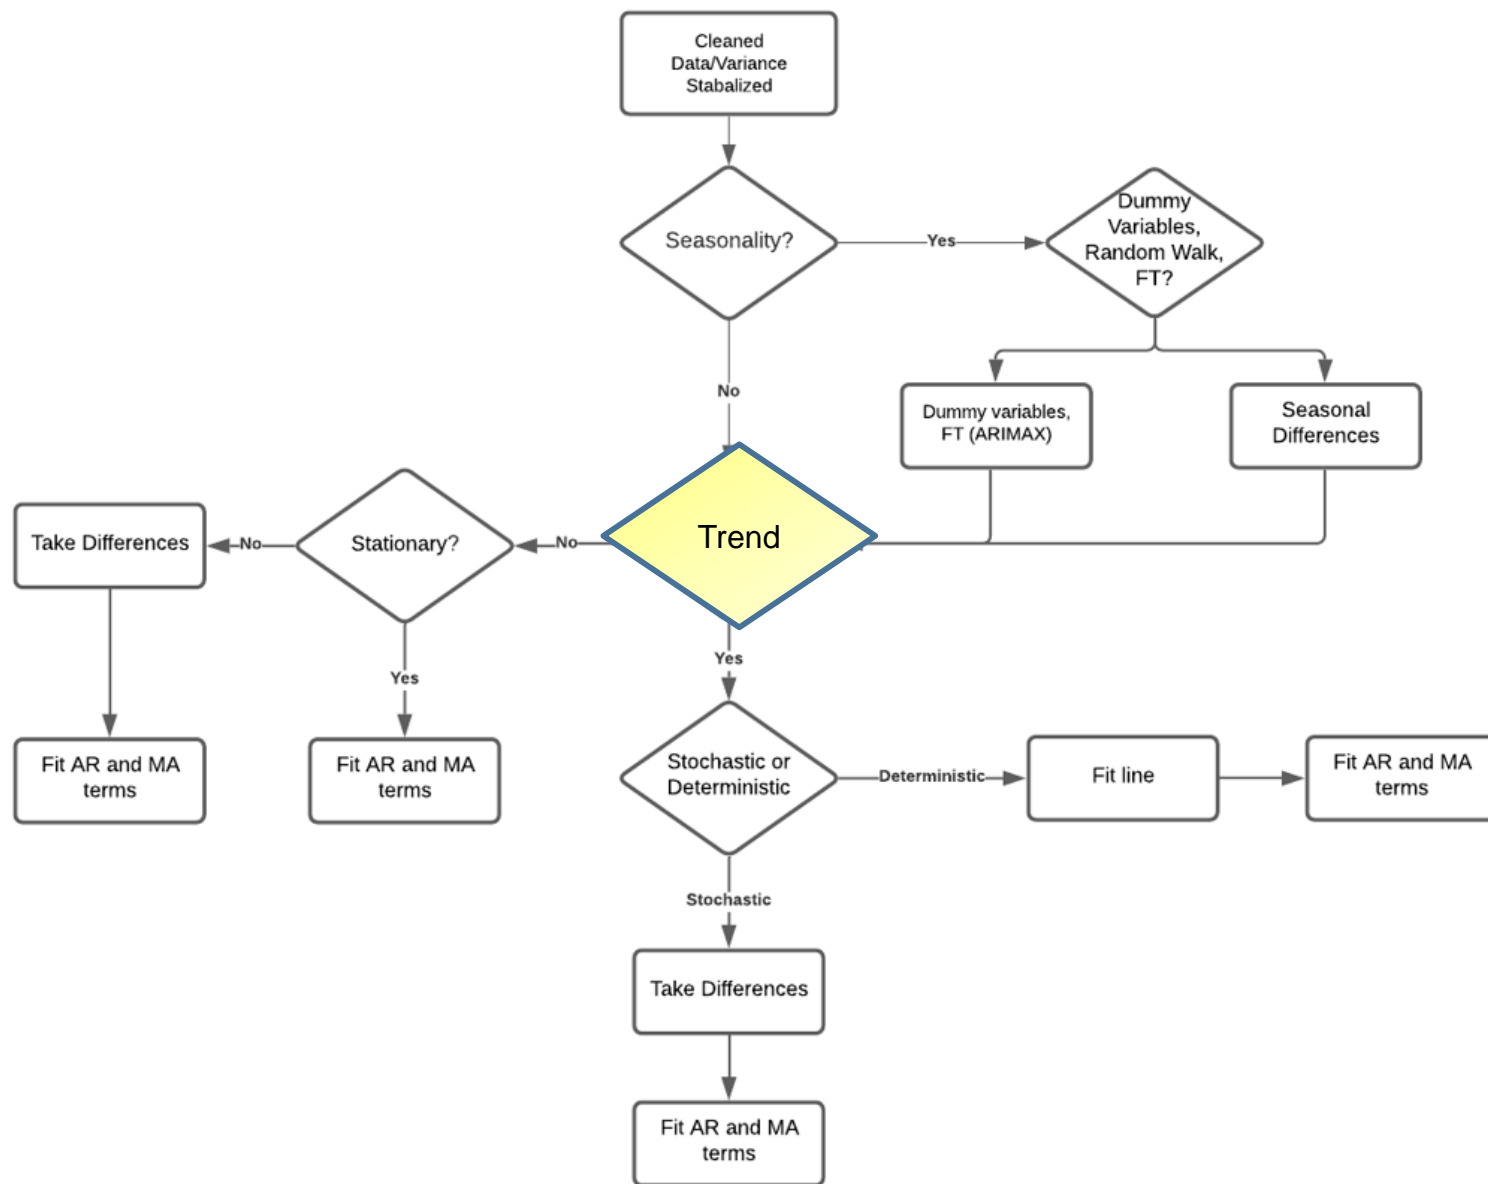 Cleaned
Data/Variance
Stabalized
Seasonality?
Yes
Dummy
Variables,
Random Walk,
FT?
No
Dummy variables,
FT (ARIMAX)
Seasonal
Differences
Take Differences
No
Stationary?
No
Trend
Yes
Yes
Fit AR and MA
terms
Fit AR and MA
terms
Stochastic or
Deterministic
Deterministic
Fit line
Fit AR and MA
terms
Stochastic
Take Differences
Fit AR and MA
terms